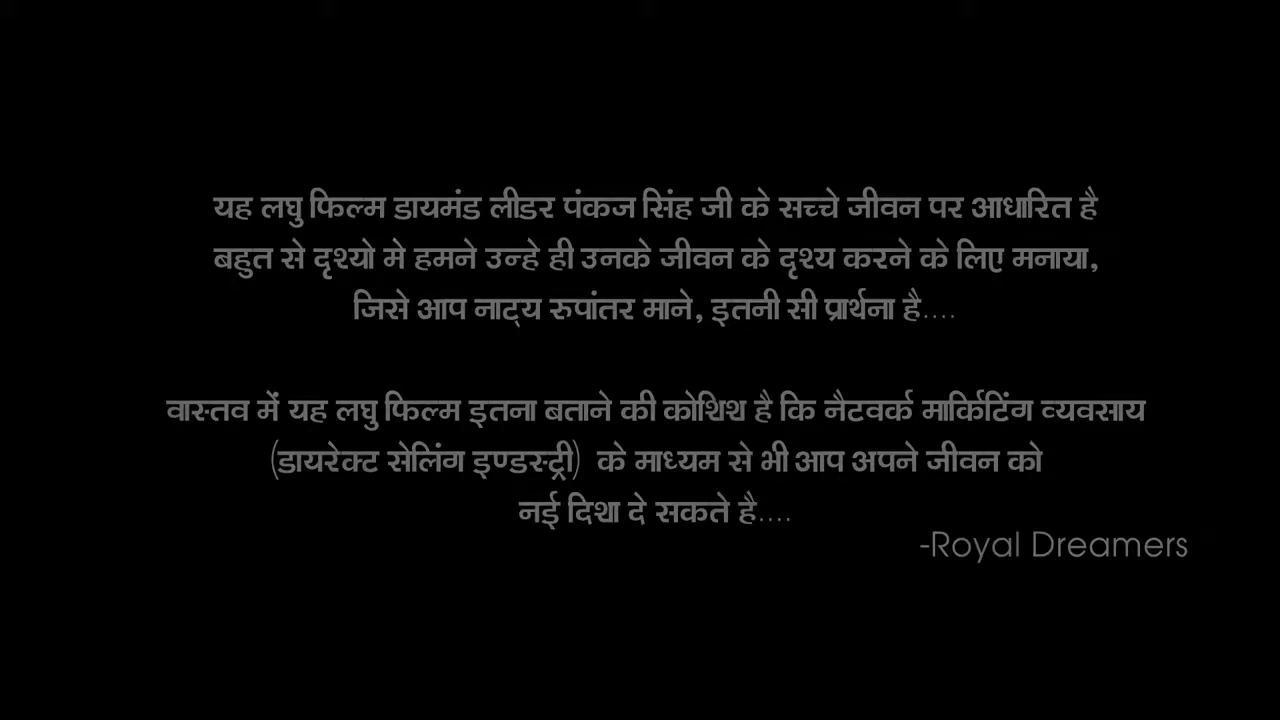 यह लघु फिल्म डायमंड लीडर पंकज सिंह जी के सच्चे जीवन पर आधारित है
बहुत से दृश्यो मे हमने उन्हे ही उनके जीवन के दृश्य करने के लिए मनाया,
जिसे आप नाट्य रुपांतर माने, इतनी सी प्रार्थना है....
वास्तव में यह लघु फिल्म इतना बताने की कोशिश है कि नैटवर्क मार्किटिंग व्यवसाय
(डायरेक्ट सेलिंग इण्डस्ट्री) के माध्यम से भी आप अपने जीवन को
नई दिशा दे सकते है....
-Royal Dreamers